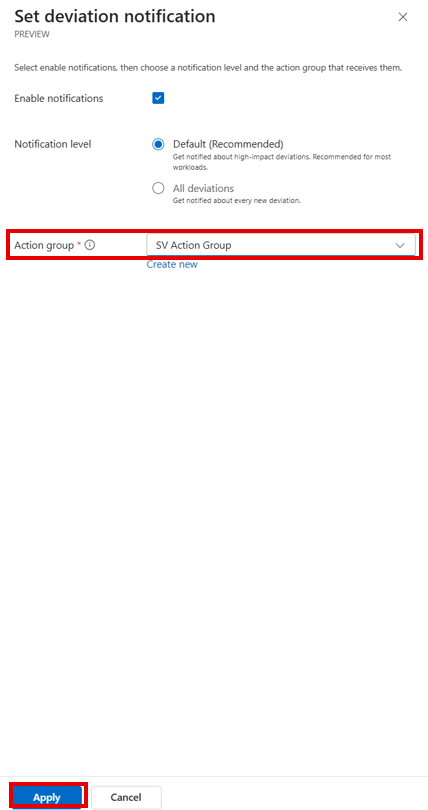 Set deviation notification
PREVIEW
Select enable notifications, then choose a notification level and the action group that receives them.
Enable notifications
Notification level
Default (Recommended)
Get notified about high-impact deviations. Recommended for most
workloads.
All deviations
Get notified about every new deviation.
Action group * SV Action Group
Create new
Apply Cancel